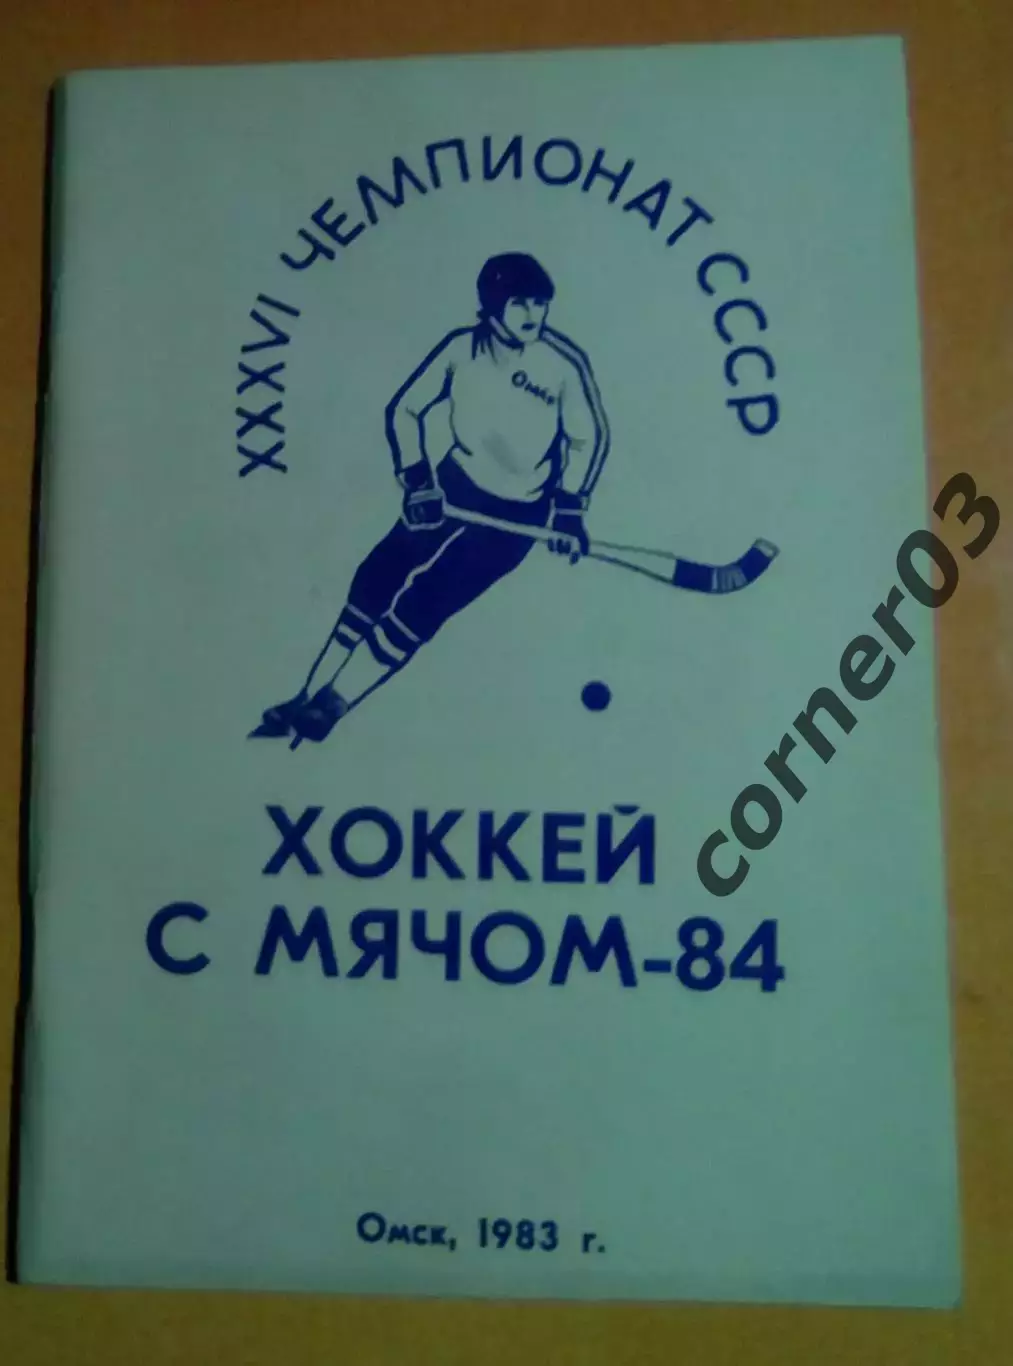 XXXVI ЧЕМПИОНАТ СССР
Омск
ХОККЕЙ
С МЯЧОМ-84
Омск, 1983 г.
corner03